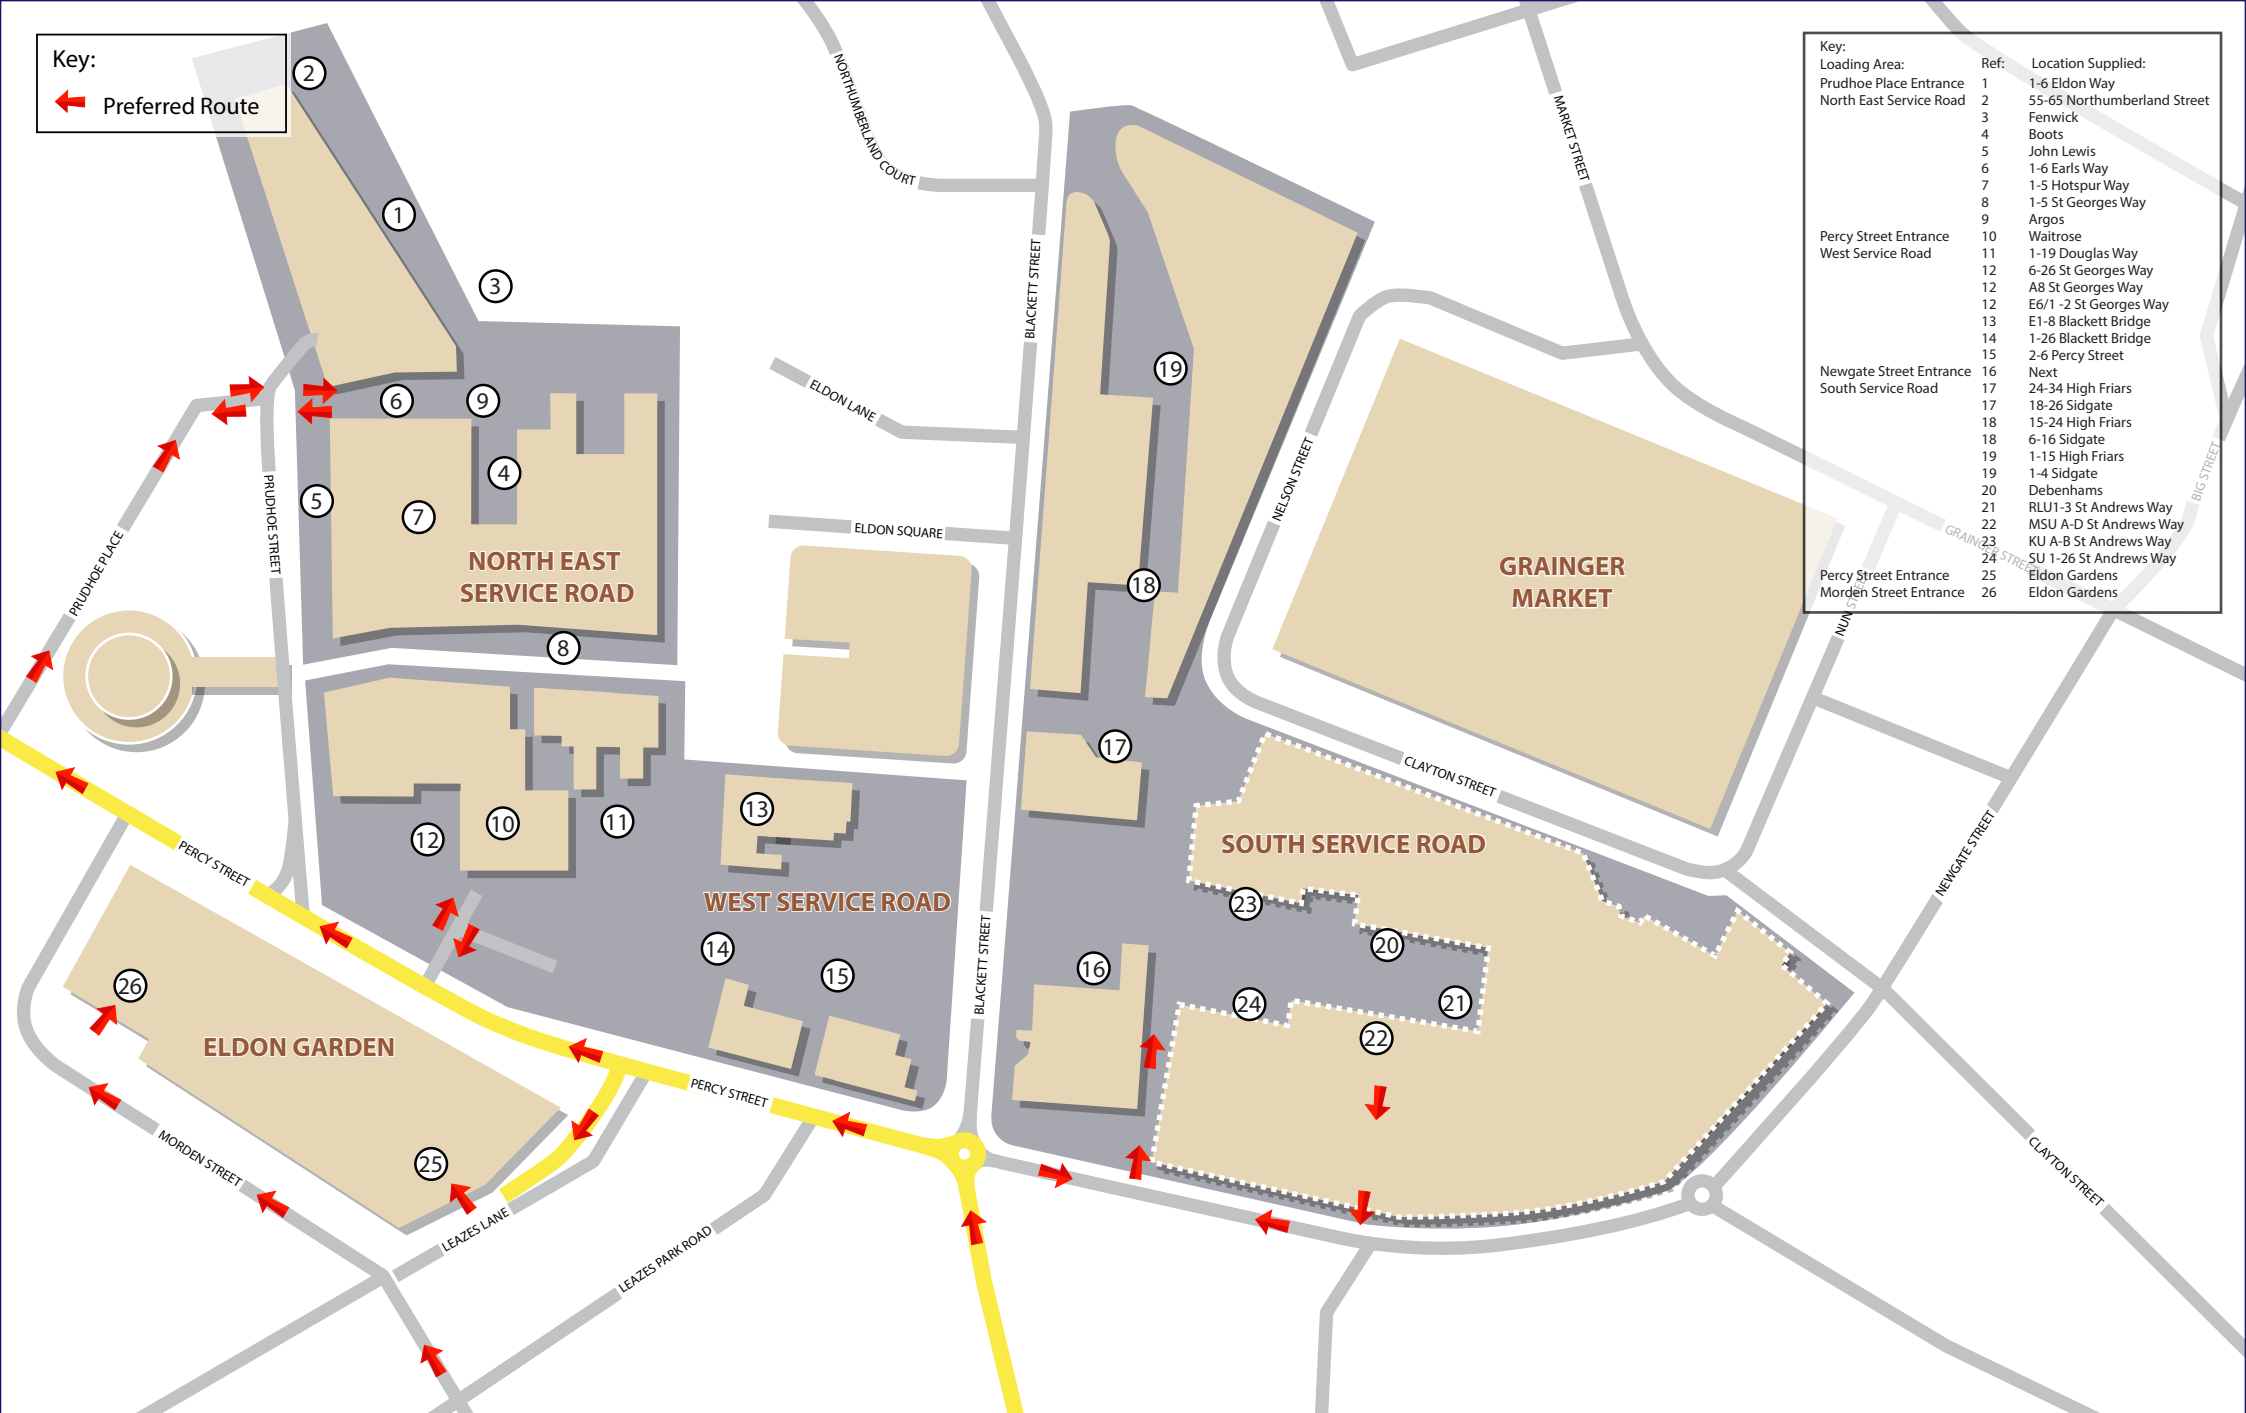 Key:
Preferred Route
Key:
Loading Area: Ref: Location Supplied:
Prudhoe Place Entrance 1 1-6 Eldon Way
North East Service Road 2 55-65 Northumberland Street
3 Fenwick
4 Boots
5 John Lewis
6 1-6 Earls Way
7 1-5 Hotspur Way
8 1-5 St Georges Way
9 Argos
Percy Street Entrance 10 Waitrose
West Service Road 11 1-19 Douglas Way
12 6-26 St Georges Way
12 A8 St Georges Way
12 E6/1 -2 St Georges Way
13 E1-8 Blackett Bridge
14 1-26 Blackett Bridge
15 2-6 Percy Street
Newgate Street Entrance 16 Next
South Service Road 17 24-34 High Friars
17 18-26 Sidgate
18 15-24 High Friars
18 6-16 Sidgate
19 1-15 High Friars
19 1-4 Sidgate
20 Debenhams
21 RLU1-3 St Andrews Way
22 MSU A-D St Andrews Way
23 KU A-B St Andrews Way
24 SU 1-26 St Andrews Way
Percy Street Entrance 25 Eldon Gardens
Morden Street Entrance 26 Eldon Gardens
2
1
3
6
9
4
5
7
8
NORTH EAST
SERVICE ROAD
NORTHUMBERLAND COURT
MARKET STREET
BLACKETT STREET
ELDON LANE
ELDON SQUARE
19
18
17
NELSON STREET
GRAINGER
MARKET
GRAINGER STREET
BIG STREET
NUN STREET
PRUDHOE STREET
PRUDHOE PLACE
PERCY STREET
10
11
12
13
WEST SERVICE ROAD
14
15
BLACKETT STREET
CLAYTON STREET
SOUTH SERVICE ROAD
23
20
16
24
21
22
NEWGATE STREET
26
ELDON GARDEN
25
PERCY STREET
MORDEN STREET
LEAZES LANE
LEAZES PARK ROAD
CLAYTON STREET